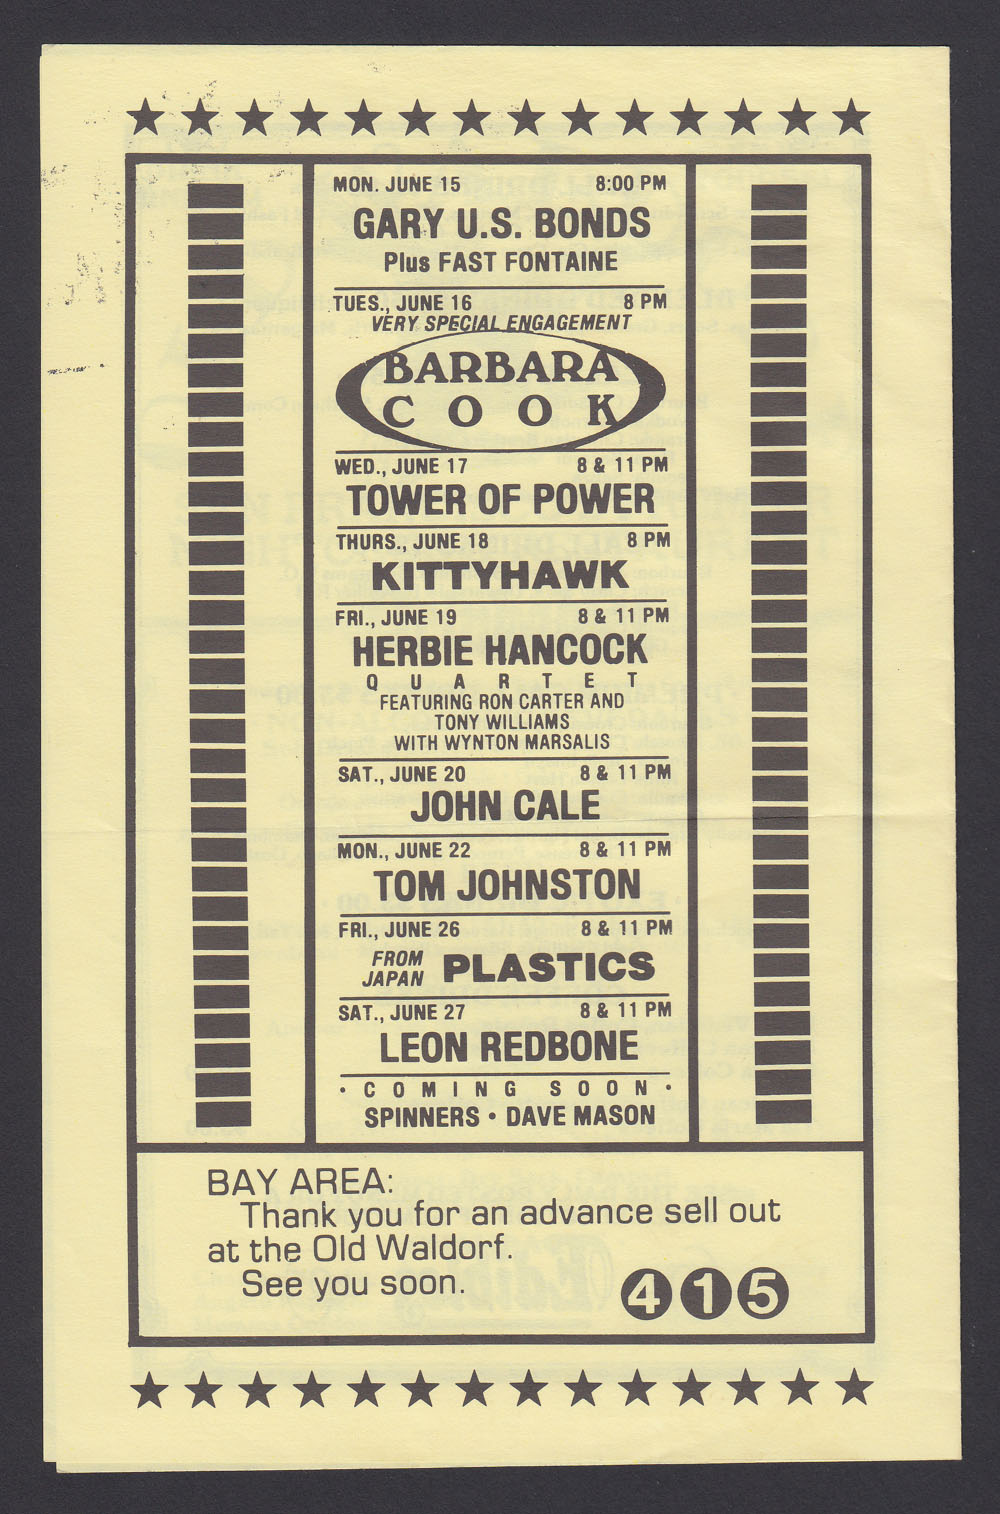 MON. JUNE 15 8:00 PM
GARY U.S. BONDS
Plus FAST FONTAINE
TUES., JUNE 16 8 PM
VERY SPECIAL ENGAGEMENT
BARBARA
COOK
WED., JUNE 17 8 & 11 PM
TOWER OF POWER
THURS., JUNE 18 8 PM
KITTYHAWK
FRI., JUNE 19 8 & 11 PM
HERBIE HANCOCK
QUARTET
FEATURING RON CARTER AND
TONY WILLIAMS
WITH WYNTON MARSALIS
SAT., JUNE 20 8 & 11 PM
JOHN CALE
MON., JUNE 22 8 & 11 PM
TOM JOHNSTON
FRI., JUNE 26 8 & 11 PM
FROM
JAPAN PLASTICS
SAT., JUNE 27 8 & 11 PM
LEON REDBONE
• COMING SOON •
SPINNERS • DAVE MASON
BAY AREA:
Thank you for an advance sell out
at the Old Waldorf.
See you soon.
415